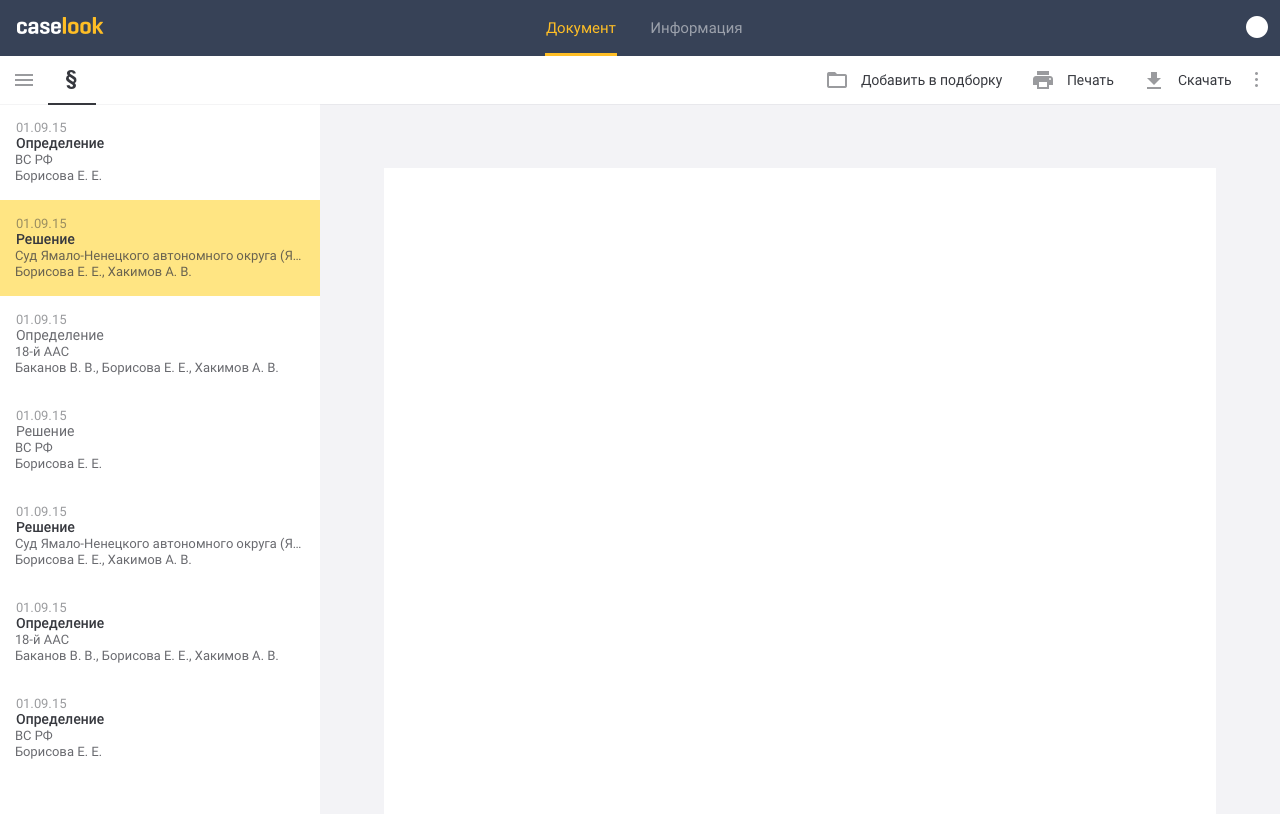 caselook
Документ
Информация
§
Добавить в подборку
Печать
Скачать
01.09.15
Определение
ВС РФ
Борисова Е. Е.
01.09.15
Решение
Суд Ямало-Ненецкого автономного округа (Я…
Борисова Е. Е., Хакимов А. В.
01.09.15
Определение
18-й ААС
Баканов В. В., Борисова Е. Е., Хакимов А. В.
01.09.15
Решение
ВС РФ
Борисова Е. Е.
01.09.15
Решение
Суд Ямало-Ненецкого автономного округа (Я…
Борисова Е. Е., Хакимов А. В.
01.09.15
Определение
18-й ААС
Баканов В. В., Борисова Е. Е., Хакимов А. В.
01.09.15
Определение
ВС РФ
Борисова Е. Е.